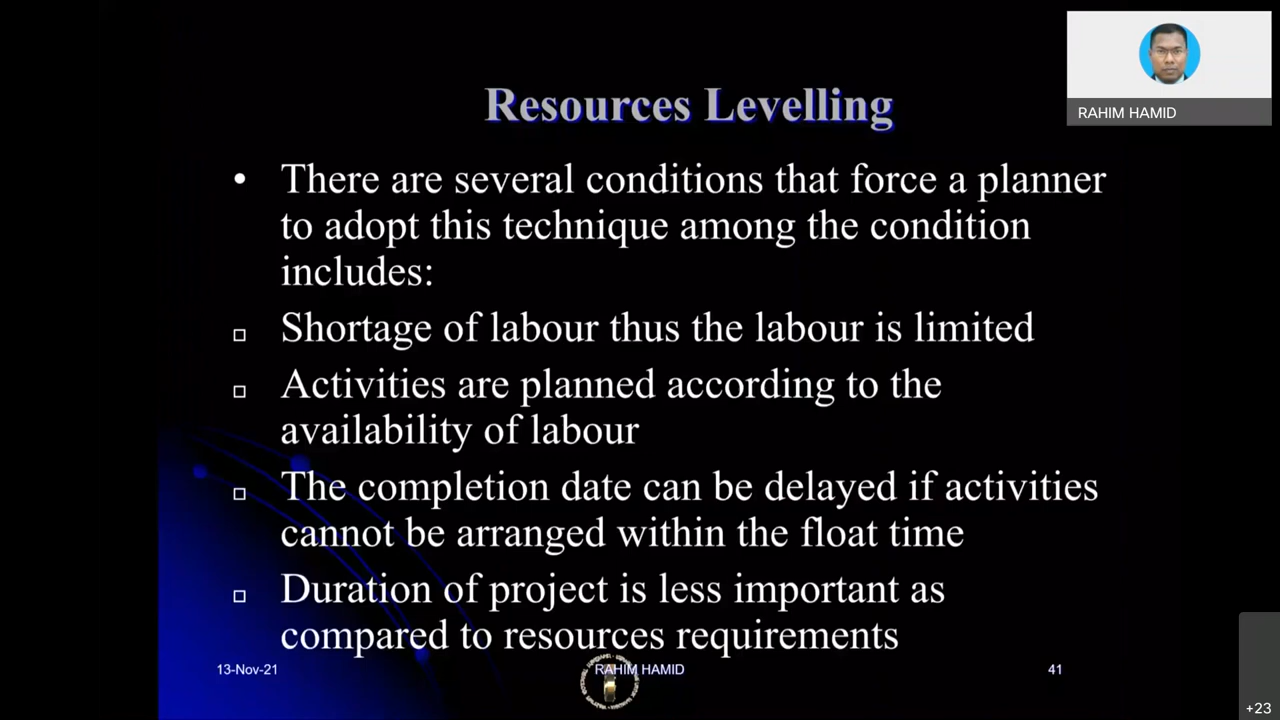 Resources Levelling
RAHIM HAMID
• There are several conditions that force a planner
to adopt this technique among the condition
includes:
Shortage of labour thus the labour is limited
Activities are planned according to the
availability of labour
The completion date can be delayed if activities
cannot be arranged within the float time
Duration of project is less important as
compared to resources requirements
13-Nov-21
RAHIM HAMID
41
+23